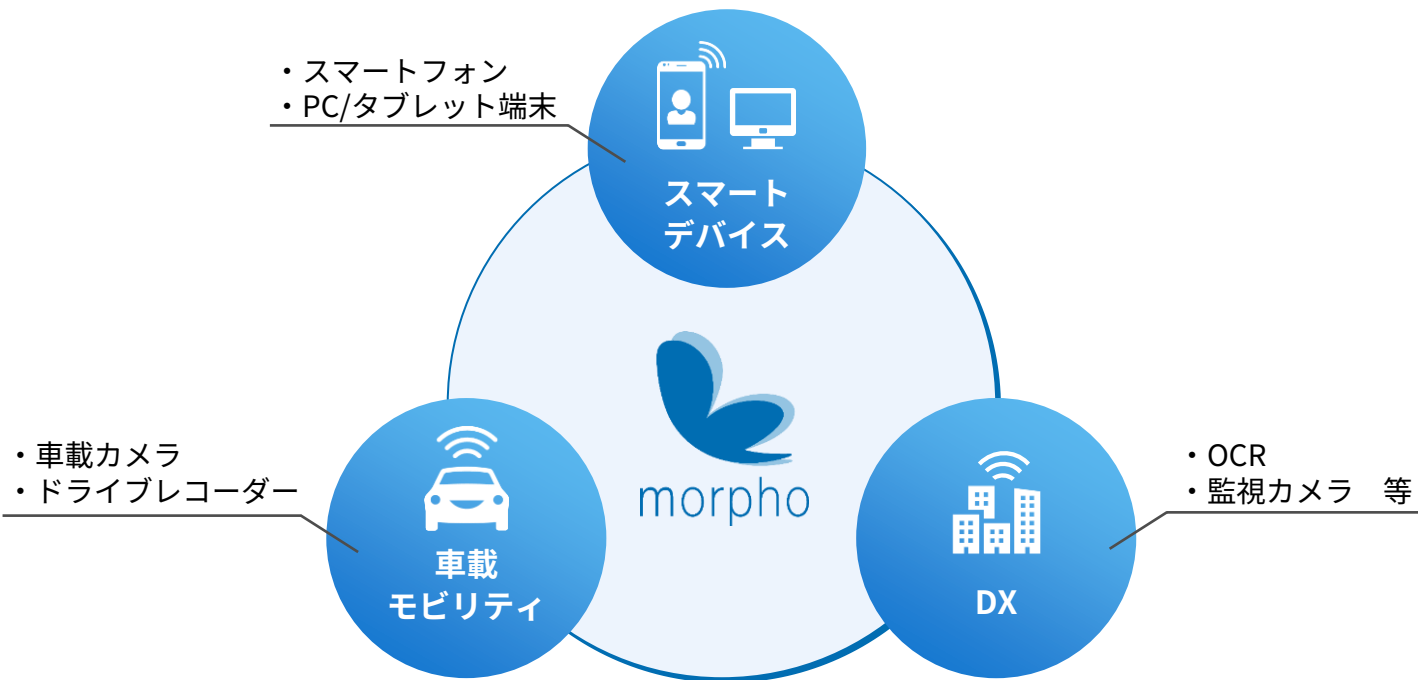 ・スマートフォン
・PC/タブレット端末
スマート
デバイス
morpho
・車載カメラ
・ドライブレコーダー
車載
モビリティ
・OCR
・監視カメラ　等
DX